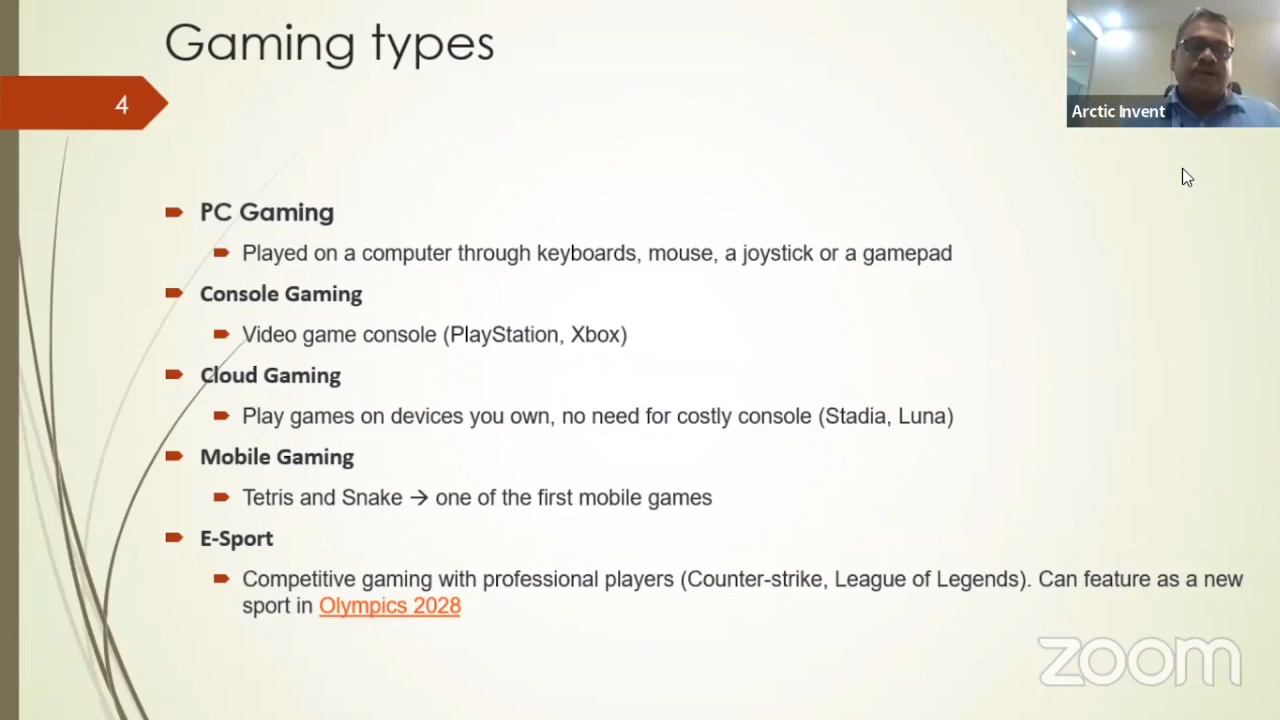 Gaming types
4
Arctic Invent
PC Gaming
Played on a computer through keyboards, mouse, a joystick or a gamepad
Console Gaming
Video game console (PlayStation, Xbox)
Cloud Gaming
Play games on devices you own, no need for costly console (Stadia, Luna)
Mobile Gaming
Tetris and Snake → one of the first mobile games
E-Sport
Competitive gaming with professional players (Counter-strike, League of Legends). Can feature as a new
sport in Olympics 2028
zoom